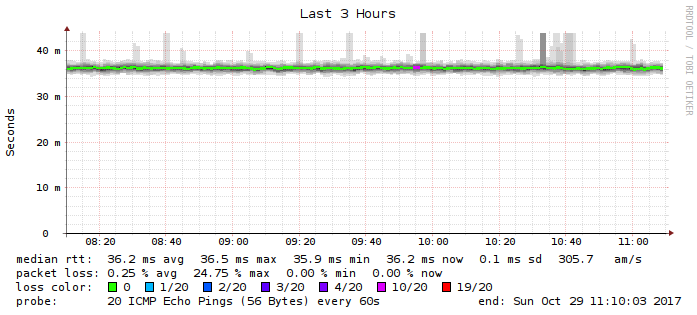 Last 3 Hours
RRDTOOL / TOBI OETIKER
Seconds
40 m
30 m
20 m
10 m
0
08:20 08:40 09:00 09:20 09:40 10:00 10:20 10:40 11:00
median rtt: 36.2 ms avg 36.5 ms max 35.9 ms min 36.2 ms now 0.1 ms sd 305.7 am/s
packet loss: 0.25 % avg 24.75 % max 0.00 % min 0.00 % now
loss color: 0 1/20 2/20 3/20 4/20 10/20 19/20
probe: 20 ICMP Echo Pings (56 Bytes) every 60s end: Sun Oct 29 11:10:03 2017